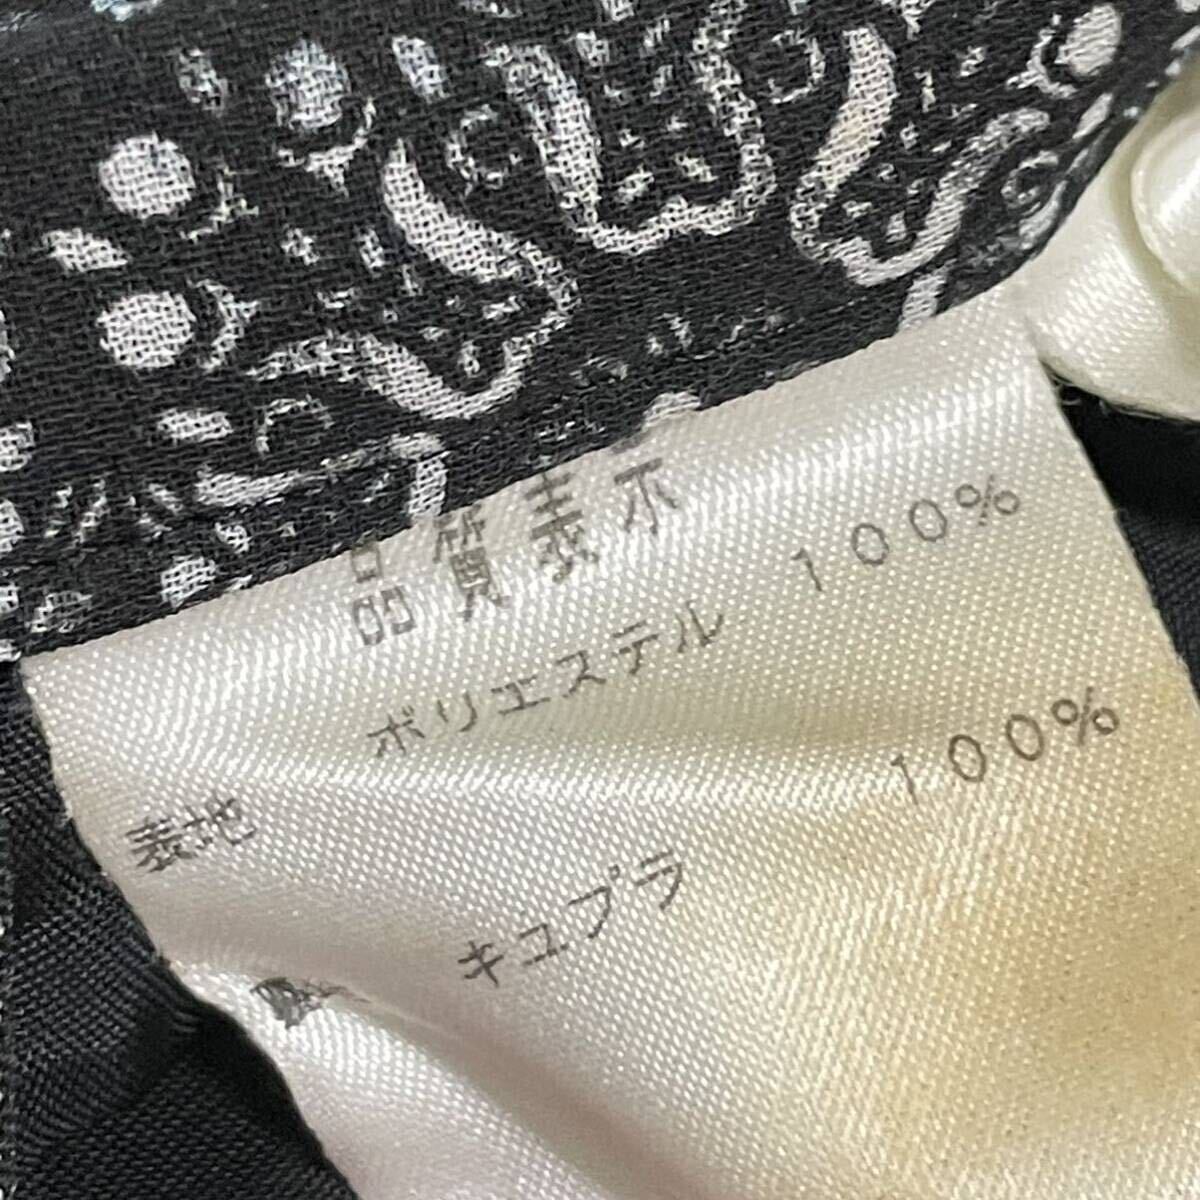 品質表示
表地 ポリエステル 100%
キュプラ 100%